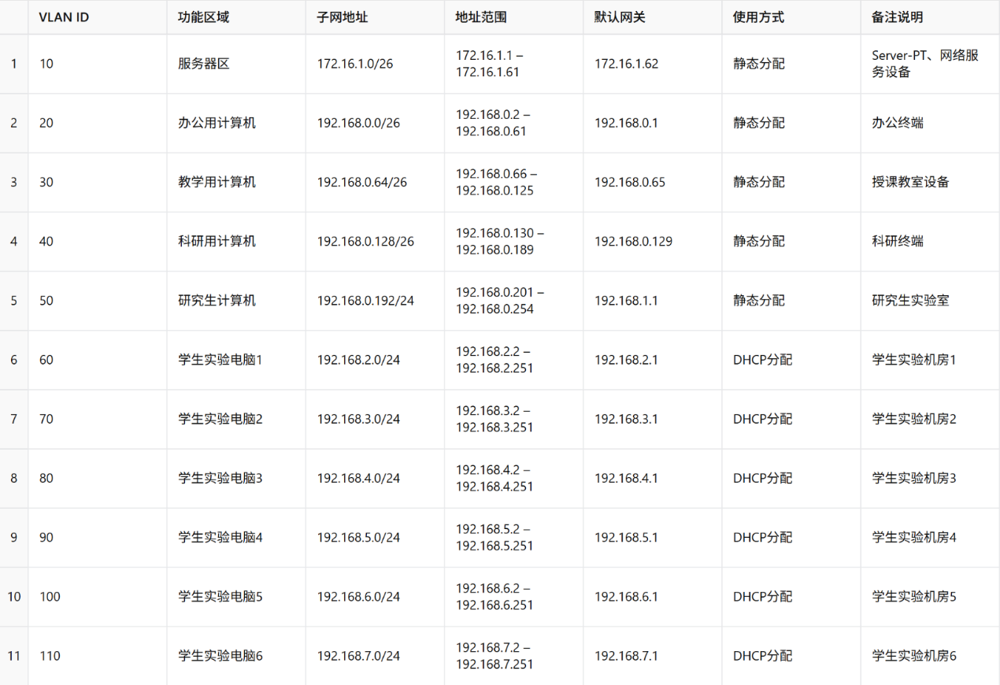 VLAN ID 功能区域 子网地址 地址范围 默认网关 使用方式 备注说明
1 10 服务器区 172.16.1.0/26 172.16.1.1 – 172.16.1.61 172.16.1.62 静态分配 Server-PT、网络服务设备
2 20 办公用计算机 192.168.0.0/26 192.168.0.2 – 192.168.0.61 192.168.0.1 静态分配 办公终端
3 30 教学用计算机 192.168.0.64/26 192.168.0.66 – 192.168.0.125 192.168.0.65 静态分配 授课教室设备
4 40 科研用计算机 192.168.0.128/26 192.168.0.130 – 192.168.0.189 192.168.0.129 静态分配 科研终端
5 50 研究生计算机 192.168.0.192/24 192.168.0.201 – 192.168.0.254 192.168.1.1 静态分配 研究生实验室
6 60 学生实验电脑1 192.168.2.0/24 192.168.2.2 – 192.168.2.251 192.168.2.1 DHCP分配 学生实验机房1
7 70 学生实验电脑2 192.168.3.0/24 192.168.3.2 – 192.168.3.251 192.168.3.1 DHCP分配 学生实验机房2
8 80 学生实验电脑3 192.168.4.0/24 192.168.4.2 – 192.168.4.251 192.168.4.1 DHCP分配 学生实验机房3
9 90 学生实验电脑4 192.168.5.0/24 192.168.5.2 – 192.168.5.251 192.168.5.1 DHCP分配 学生实验机房4
10 100 学生实验电脑5 192.168.6.0/24 192.168.6.2 – 192.168.6.251 192.168.6.1 DHCP分配 学生实验机房5
11 110 学生实验电脑6 192.168.7.0/24 192.168.7.2 – 192.168.7.251 192.168.7.1 DHCP分配 学生实验机房6